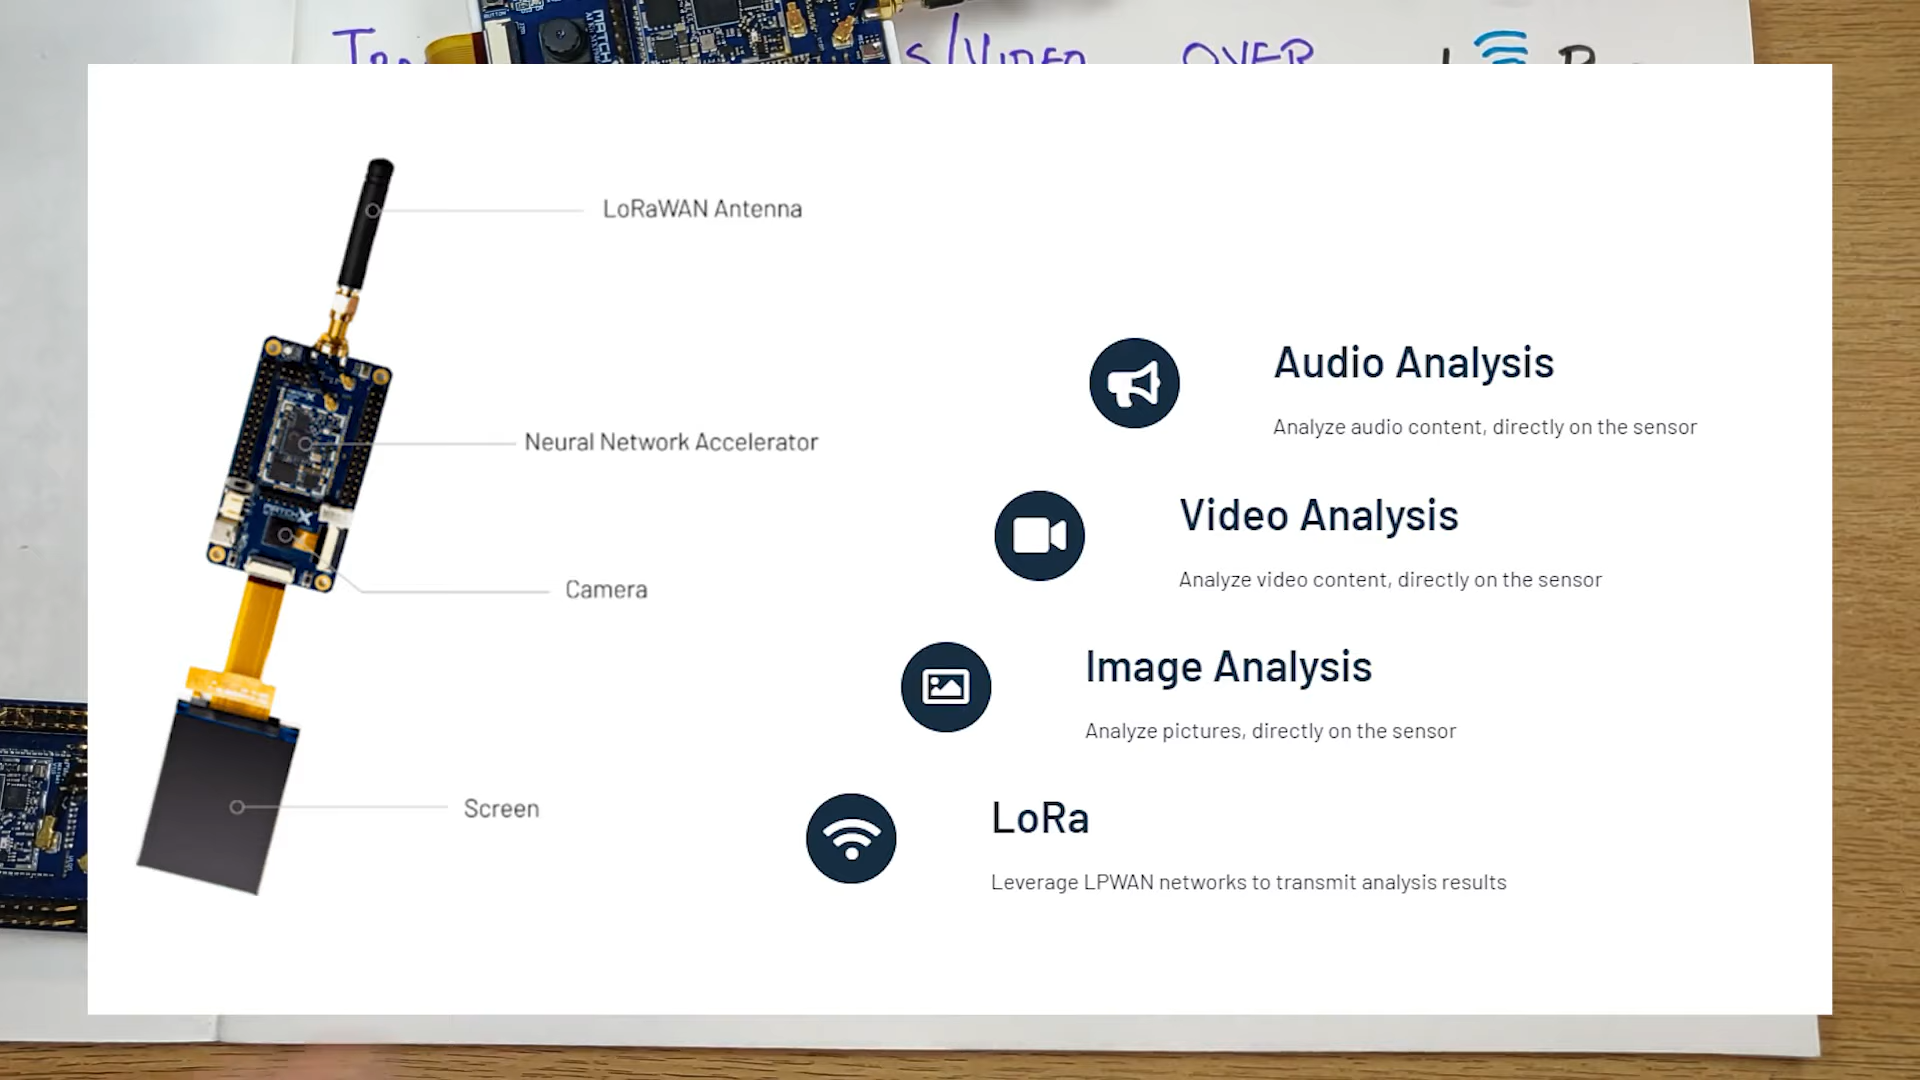 S/VIDEO OVER
MATCH
LoRaWAN Antenna
Neural Network Accelerator
Camera
Screen
Audio Analysis
Analyze audio content, directly on the sensor
Video Analysis
Analyze video content, directly on the sensor
Image Analysis
Analyze pictures, directly on the sensor
LoRa
Leverage LPWAN networks to transmit analysis results